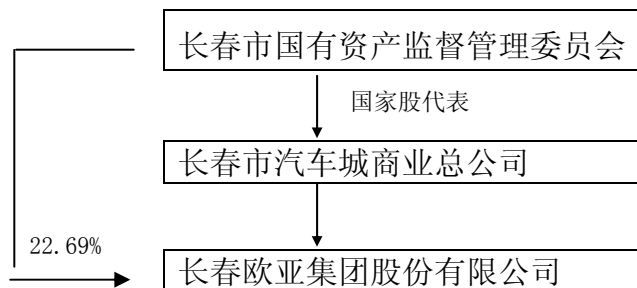 长春市国有资产监督管理委员会
国家股代表
长春市汽车城商业总公司
22.69%
长春欧亚集团股份有限公司